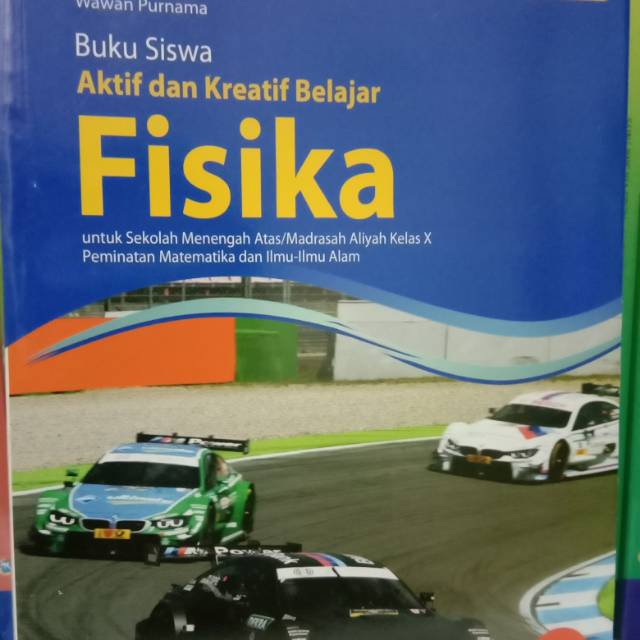 Wawan Purnama
Buku Siswa
Aktif dan Kreatif Belajar
Fisika
untuk Sekolah Menengah Atas/Madrasah Aliyah Kelas X
Peminatan Matematika dan Ilmu-Ilmu Alam